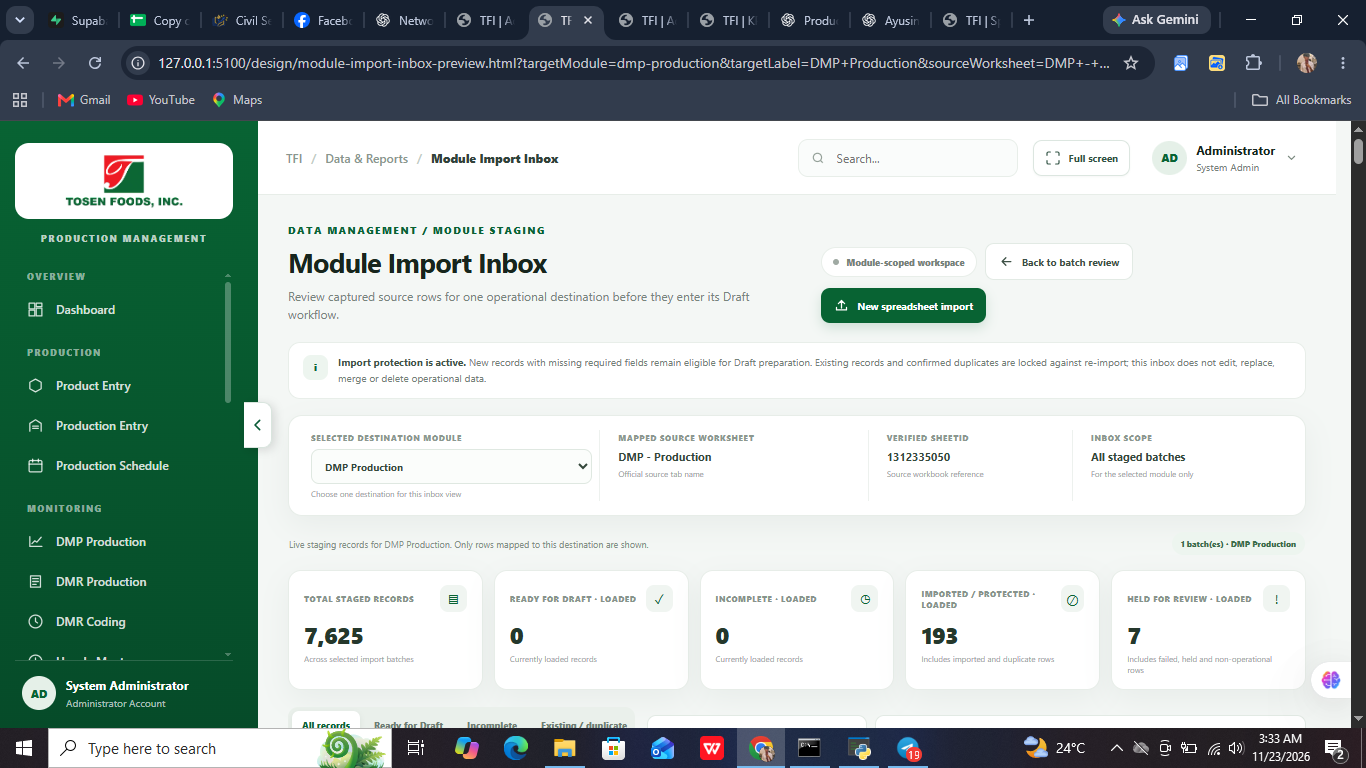 Supab
Copy c
Civil Se
Faceb
Netwo
TFI | A
TF
TFI | A
TFI | K
Produ
Ayusin
TFI | S
Ask Gemini
127.0.0.1:5100/design/module-import-inbox-preview.html?targetModule=dmp-production&targetLabel=DMP+Production&sourceWorksheet=DMP+-+...
Gmail
YouTube
Maps
All Bookmarks
TOSEN FOODS, INC.
PRODUCTION MANAGEMENT
OVERVIEW
Dashboard
PRODUCTION
Product Entry
Production Entry
Production Schedule
MONITORING
DMP Production
DMR Production
DMR Coding
AD
System Administrator
Administrator Account
TFI / Data & Reports / Module Import Inbox
Search...
Full screen
AD
Administrator
System Admin
DATA MANAGEMENT / MODULE STAGING
Module Import Inbox
Review captured source rows for one operational destination before they enter its Draft
workflow.
Module-scoped workspace
Back to batch review
New spreadsheet import
i
Import protection is active. New records with missing required fields remain eligible for Draft preparation. Existing records and confirmed duplicates are locked against re-import; this inbox does not edit, replace,
merge or delete operational data.
SELECTED DESTINATION MODULE
DMP Production
Choose one destination for this inbox view
MAPPED SOURCE WORKSHEET
DMP - Production
Official source tab name
VERIFIED SHEETID
1312335050
Source workbook reference
INBOX SCOPE
All staged batches
For the selected module only
Live staging records for DMP Production. Only rows mapped to this destination are shown.
1 batch(es) · DMP Production
TOTAL STAGED RECORDS
7,625
Across selected import batches
READY FOR DRAFT · LOADED
✓
0
Currently loaded records
INCOMPLETE · LOADED
0
Currently loaded records
IMPORTED / PROTECTED ·
LOADED
193
Includes imported and duplicate rows
HELD FOR REVIEW · LOADED
!
7
Includes failed, held and non-operational
rows
All records
Ready for Draft
Incomplete
Existing / duplicate
Type here to search
19
24°C
3:33 AM
11/23/2026
2